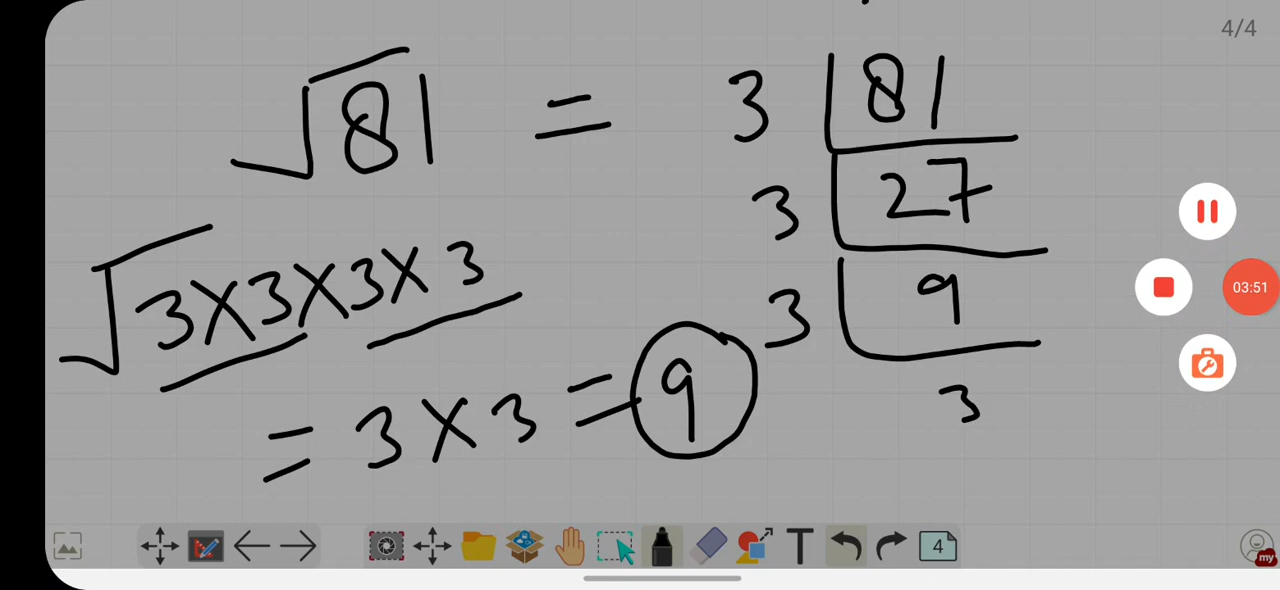 4/4
√81 = 3 | 81
3 | 27
3 | 9
3
√3×3×3×3
= 3×3 = 9
03:51
T
4
my